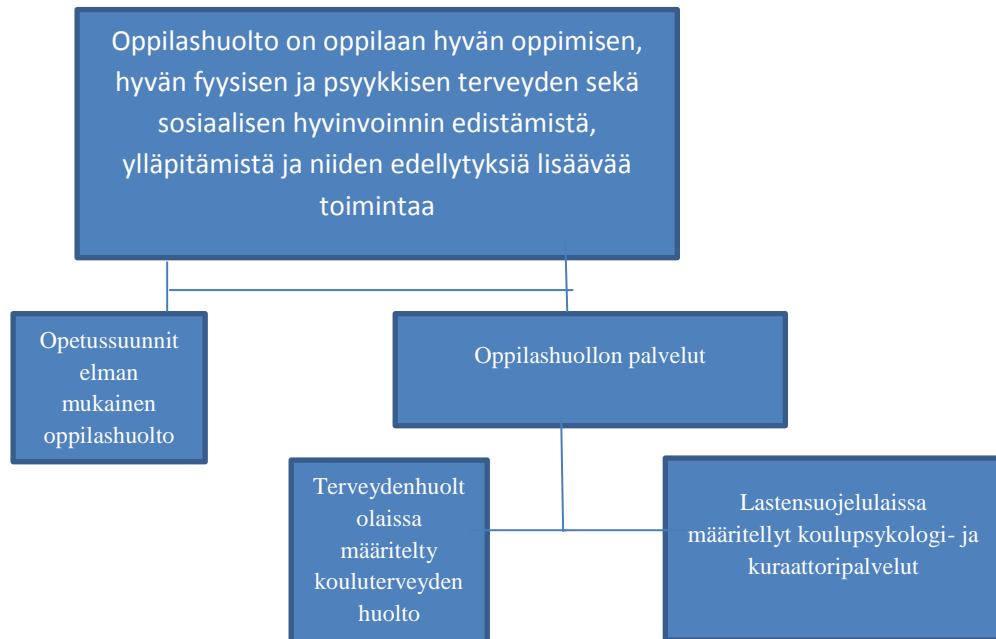 Oppilashuolto on oppilaan hyvän oppimisen,
hyvän fyysisen ja psyykkisen terveyden sekä
sosiaalisen hyvinvoinnin edistämistä,
ylläpitämistä ja niiden edellytyksiä lisäävää
toimintaa
Opetussuunnit
elman
mukainen
oppilashuolto
Oppilashuollon palvelut
Terveydenhuolt
olaissa
määritelty
kouluterveyden
huolto
Lastensuojelulaissa
määritellyt koulupsykologi- ja
kuraattoripalvelut